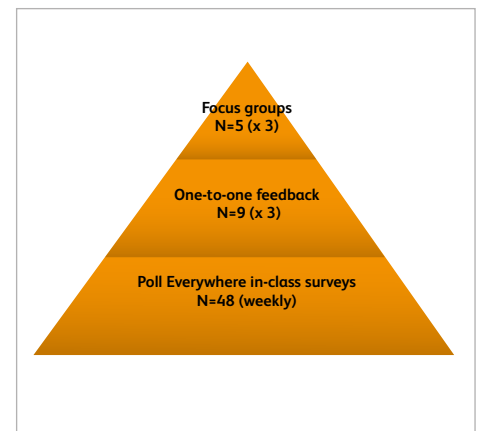 Focus groups
N=5 (x 3)
One-to-one feedback
N=9 (x 3)
Poll Everywhere in-class surveys
N=48 (weekly)